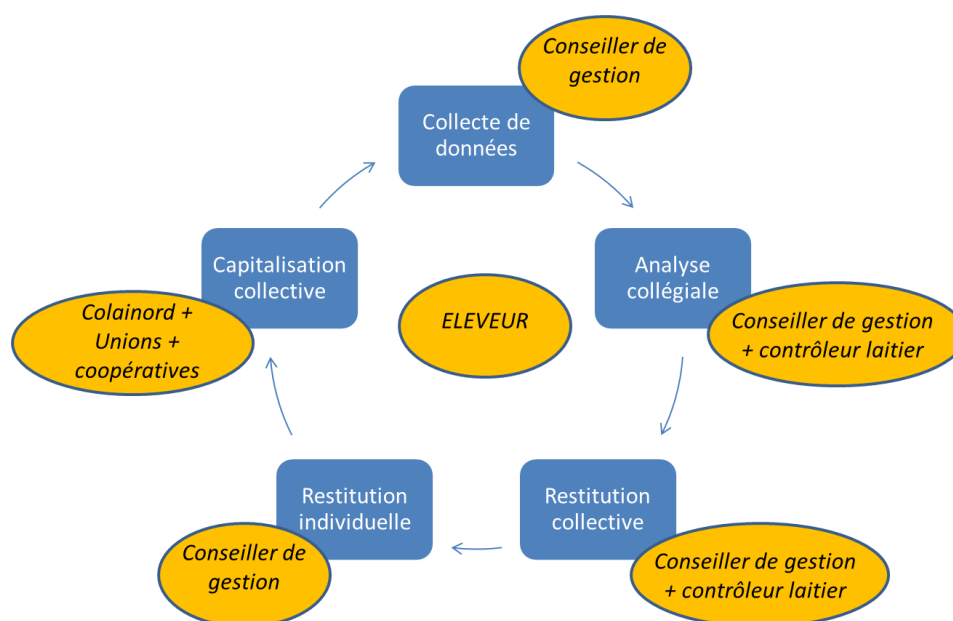 Conseiller de
gestion
Collecte de
données
Capitalisation
collective
Analyse
collégiale
Colainord +
Unions +
coopératives
ELEVEUR
Conseiller de gestion
+ contrôleur laitier
Restitution
individuelle
Restitution
collective
Conseiller de
gestion
Conseiller de gestion
+ contrôleur laitier